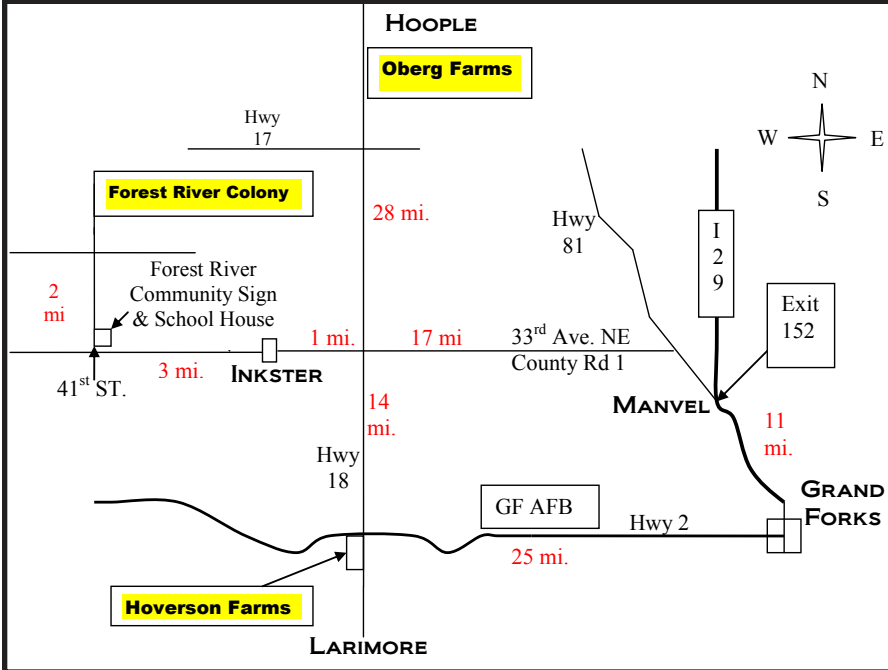 HOOPLE
Oberg Farms
N
W E
S
Hwy
17
Forest River Colony
28 mi.
Hwy
81
I
2
9
Exit
152
2
mi
Forest River
Community Sign
& School House
1 mi.
17 mi
33rd Ave. NE
County Rd 1
3 mi.
INKSTER
41st ST.
MANVEL
14
mi.
11
mi.
Hwy
18
GF AFB
Hwy 2
GRAND
FORKS
25 mi.
Hoverson Farms
LARIMORE